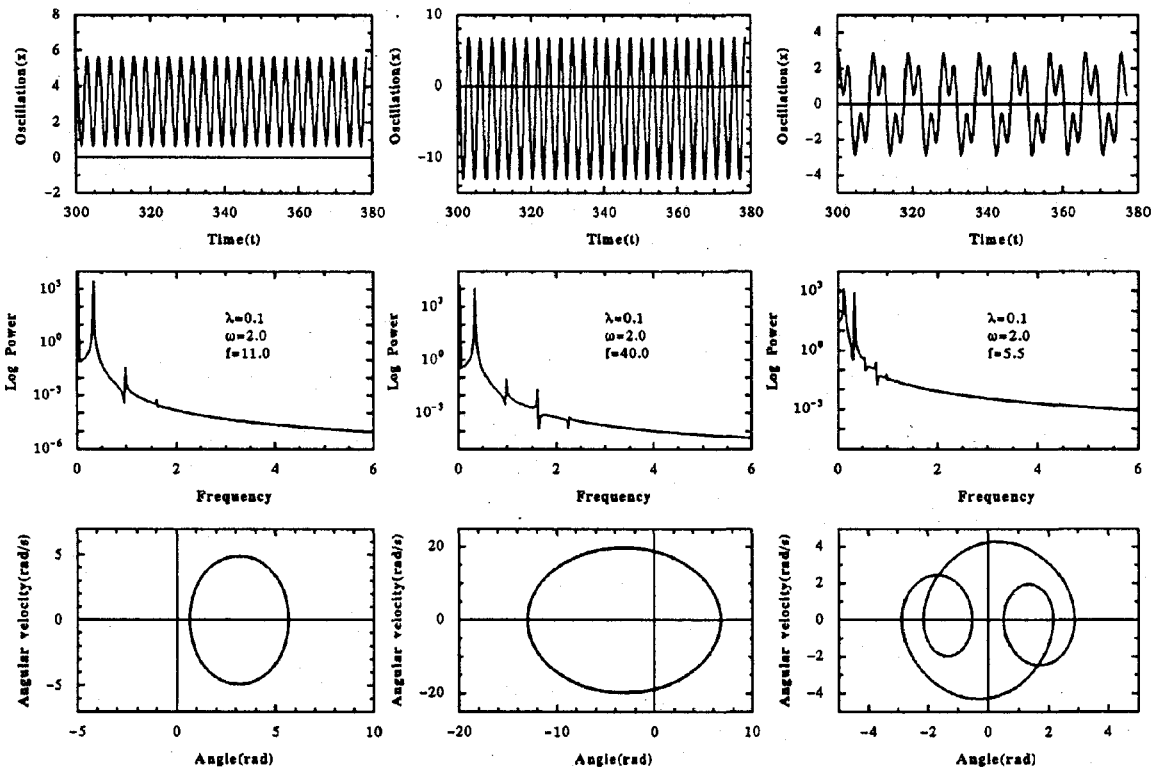 Oscillation(x)
8
6
4
2
0
−2
300
320
340
360
380
Time(t)
Oscillation(x)
10
0
−10
300
320
340
360
380
Time(t)
Oscillation(x)
4
2
0
−2
−4
300
320
340
360
380
Time(t)
Log Power
10³
10⁰
10⁻³
10⁻⁶
0
2
4
6
Frequency
λ=0.1
ω=2.0
f=11.0
Log Power
10³
10⁰
10⁻³
0
2
4
6
Frequency
λ=0.1
ω=2.0
f=40.0
Log Power
10³
10⁰
10⁻³
0
2
4
6
Frequency
λ=0.1
ω=2.0
f=5.5
Angular velocity(rad/s)
5
0
−5
−5
0
5
10
Angle(rad)
Angular velocity(rad/s)
20
0
−20
−20
−10
0
10
Angle(rad)
Angular velocity(rad/s)
4
2
0
−2
−4
−4
−2
0
2
4
Angle(rad)